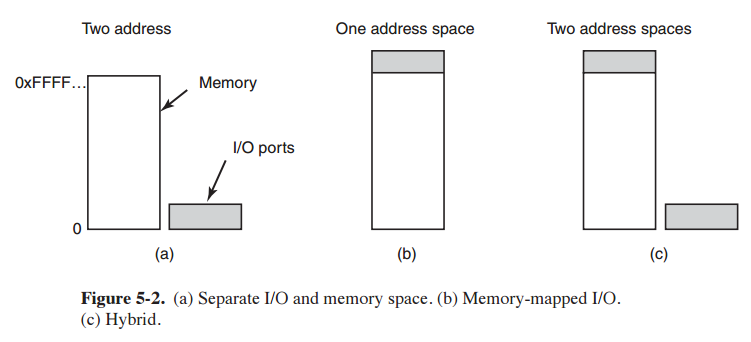 Two address
One address space
Two address spaces
0xFFFF...
Memory
I/O ports
0
(a)
(b)
(c)
Figure 5-2. (a) Separate I/O and memory space. (b) Memory-mapped I/O.
(c) Hybrid.